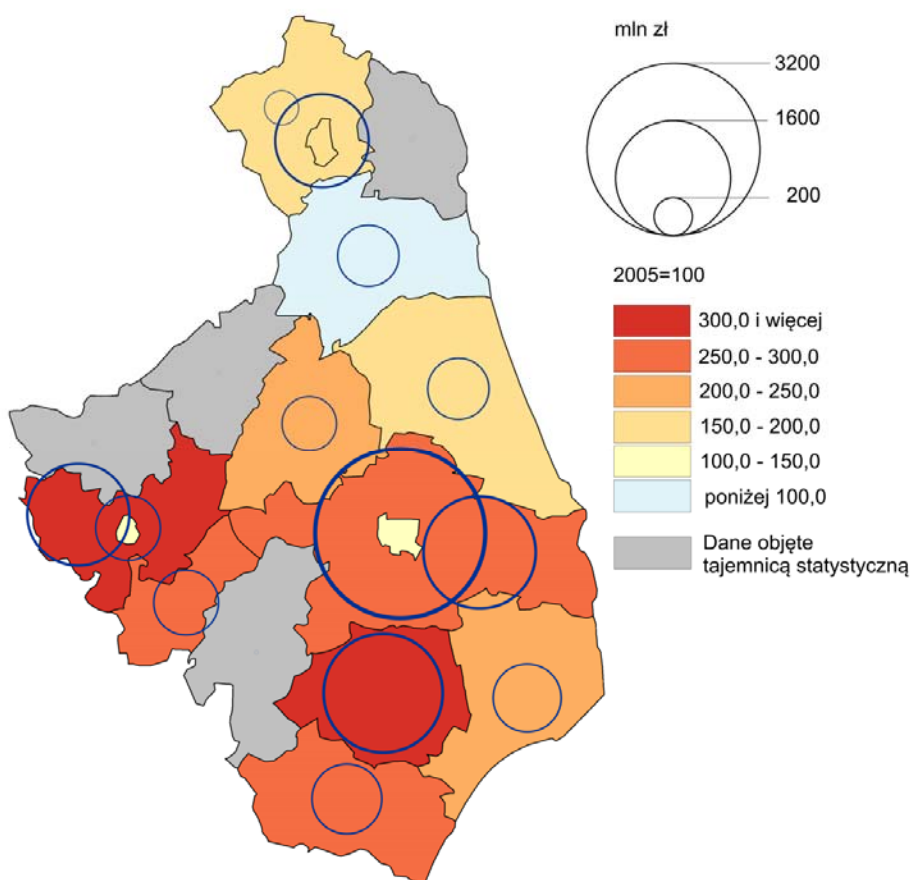 mln zł
3200
1600
200
2005=100
300,0 i więcej
250,0 - 300,0
200,0 - 250,0
150,0 - 200,0
100,0 - 150,0
poniżej 100,0
Dane objęte
tajemnicą statystyczną